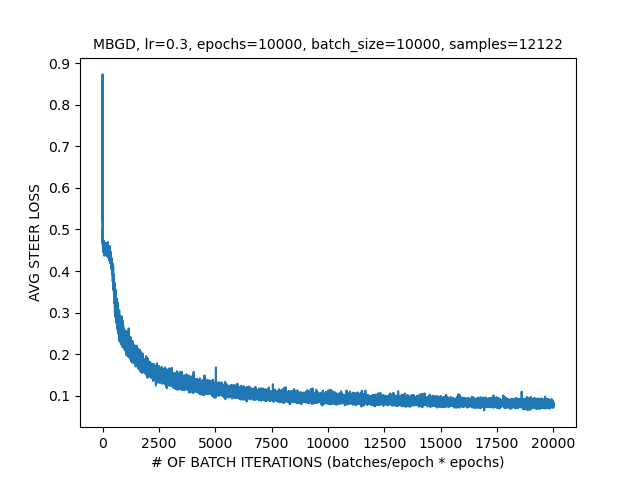 MBGD, lr=0.3, epochs=10000, batch_size=10000, samples=12122
0.9
0.8
0.7
0.6
0.5
0.4
0.3
0.2
0.1
AVG STEER LOSS
0 2500 5000 7500 10000 12500 15000 17500 20000
# OF BATCH ITERATIONS (batches/epoch * epochs)